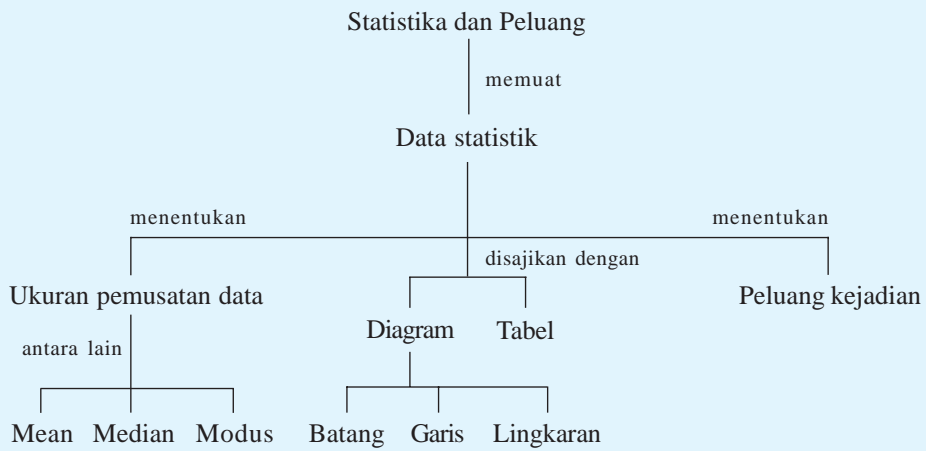 Statistika dan Peluang
memuat
Data statistik
menentukan menentukan
disajikan dengan
Ukuran pemusatan data Peluang kejadian
Diagram Tabel
antara lain
Mean Median Modus Batang Garis Lingkaran